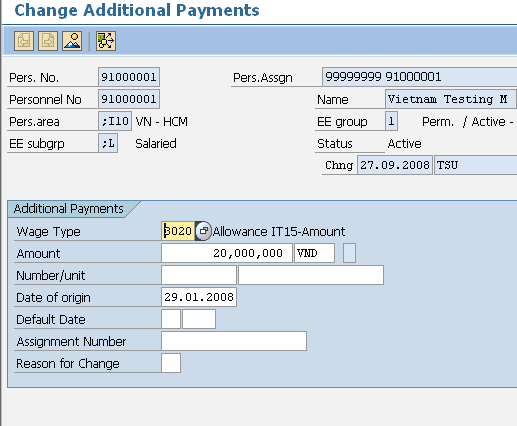 Change Additional Payments
Pers. No. 91000001 Pers.Assgn 99999999 91000001
Personnel No 91000001 Name Vietnam Testing M
Pers.area ;I10 VN - HCM EE group 1 Perm. / Active -
EE subgrp ;L Salaried Status Active
Chng 27.09.2008 TSU
Additional Payments
Wage Type 3020 Allowance IT15-Amount
Amount 20,000,000 VND
Number/unit
Date of origin 29.01.2008
Default Date
Assignment Number
Reason for Change